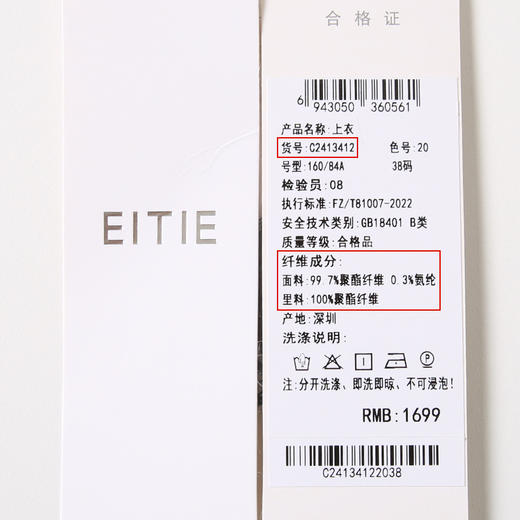 EITIE
合格证
6 943050 360561
产品名称:上衣
货号:C2413412 色号:20
号型:160/84A 38码
检验员:08
执行标准:FZ/T81007-2022
安全技术类别:GB18401 B类
质量等级:合格品
纤维成分:
面料:99.7%聚酯纤维 0.3%氨纶
里料:100%聚酯纤维
产地:深圳
洗涤说明:
注:分开洗涤、即洗即晾、不可浸泡!
RMB:1699
C24134122038